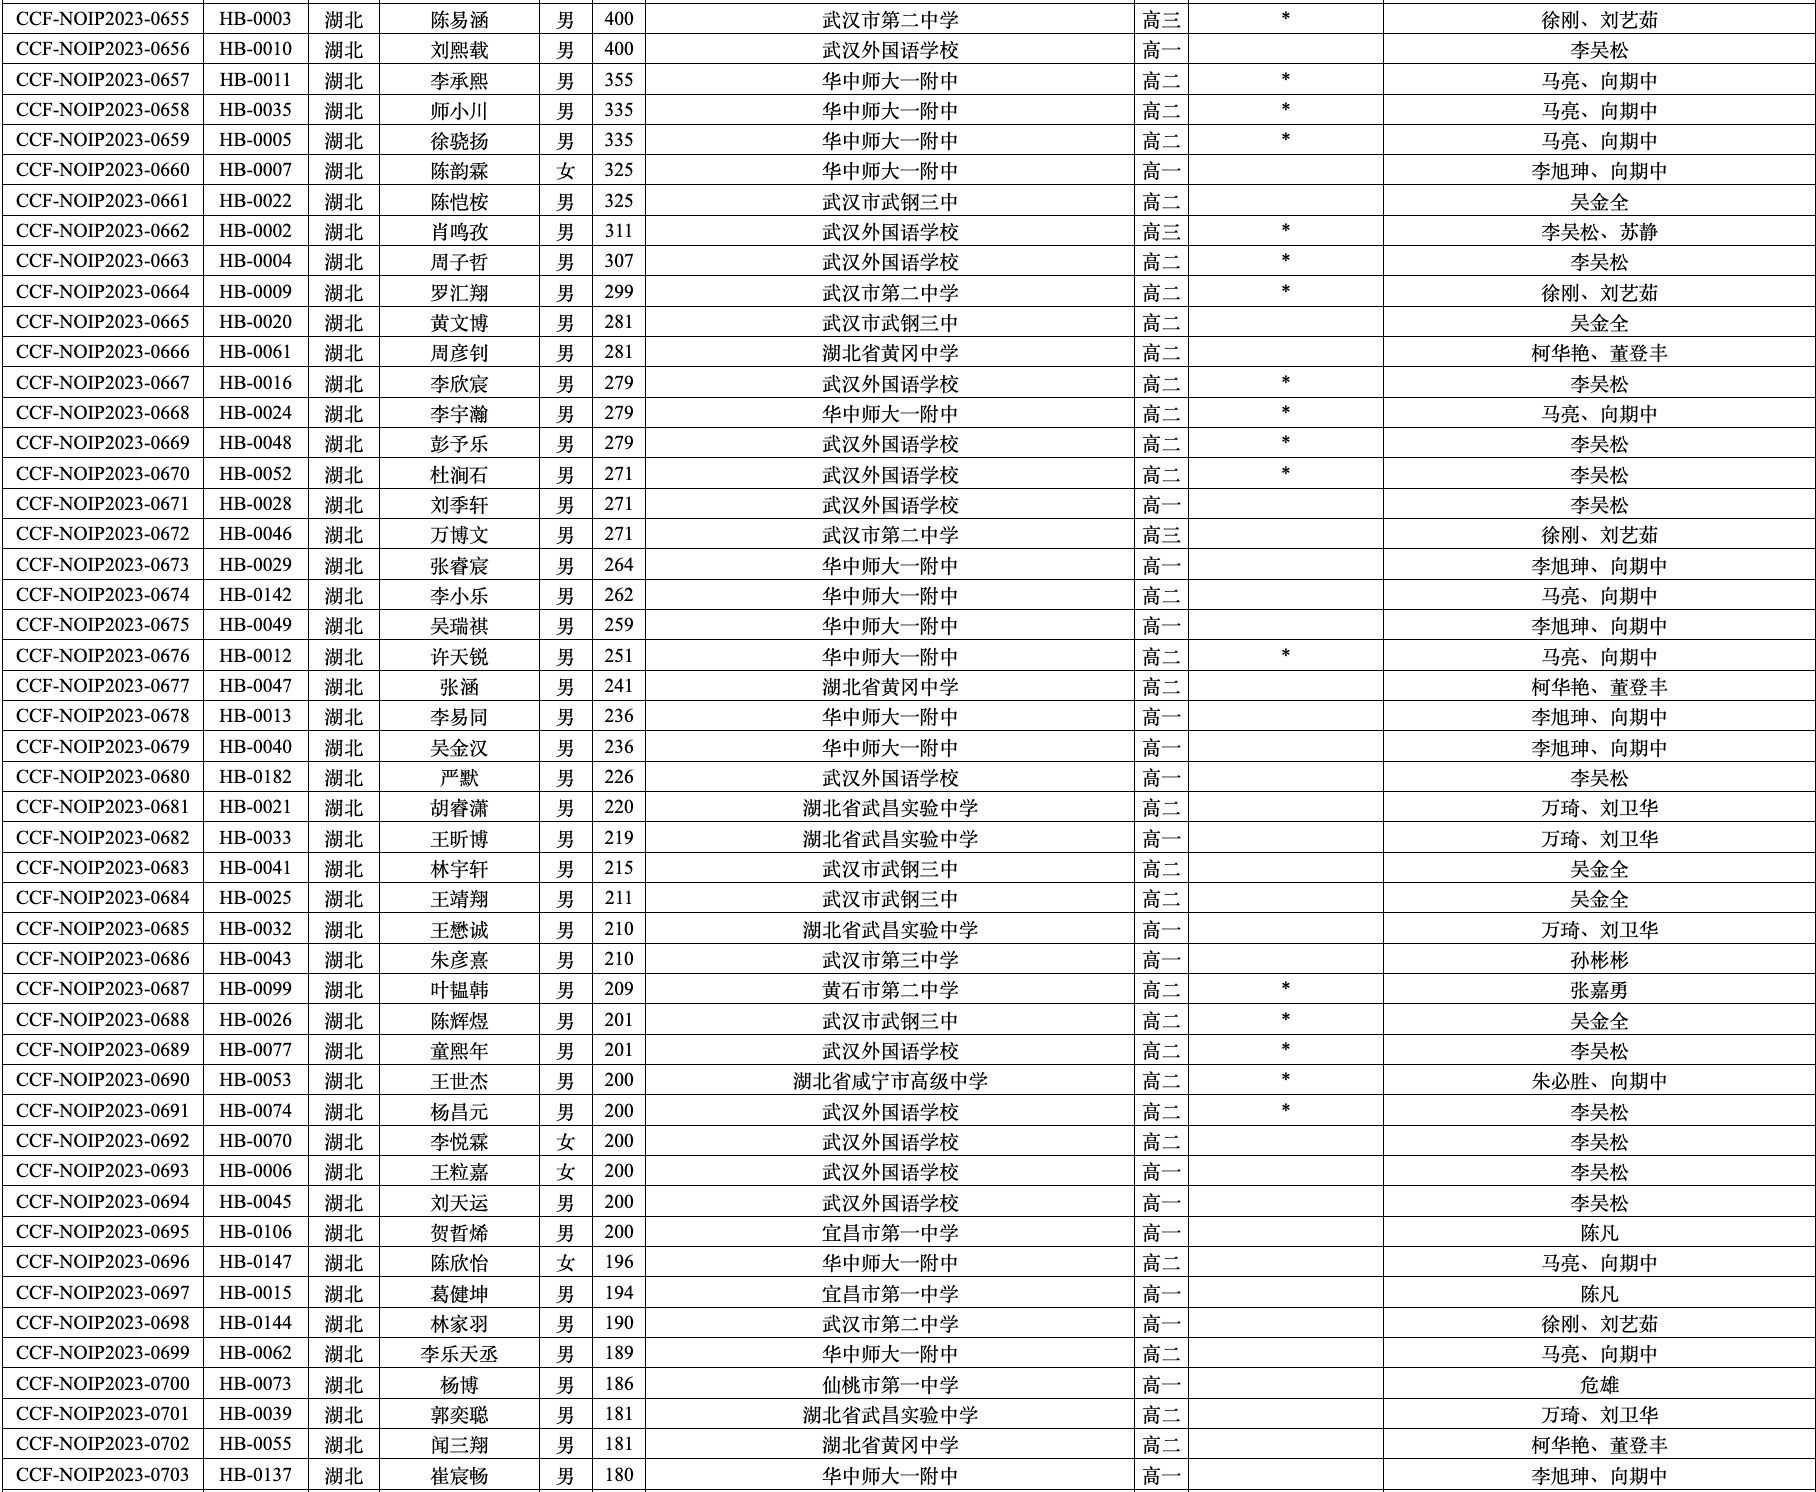 CCF-NOIP2023-0655 HB-0003 湖北 陈易涵 男 400 武汉市第二中学 高三 * 徐刚、刘艺茹
CCF-NOIP2023-0656 HB-0010 湖北 刘熙载 男 400 武汉外国语学校 高一 李昊松
CCF-NOIP2023-0657 HB-0011 湖北 李承熙 男 355 华中师大一附中 高二 * 马亮、向期中
CCF-NOIP2023-0658 HB-0035 湖北 师小川 男 335 华中师大一附中 高二 * 马亮、向期中
CCF-NOIP2023-0659 HB-0005 湖北 徐骁扬 男 335 华中师大一附中 高二 * 马亮、向期中
CCF-NOIP2023-0660 HB-0007 湖北 陈韵霖 女 325 华中师大一附中 高一 李旭珅、向期中
CCF-NOIP2023-0661 HB-0022 湖北 陈恺桉 男 325 武汉市武钢三中 高二 吴金全
CCF-NOIP2023-0662 HB-0002 湖北 肖鸣孜 男 311 武汉外国语学校 高三 * 李昊松、苏静
CCF-NOIP2023-0663 HB-0004 湖北 周子哲 男 307 武汉外国语学校 高二 * 李昊松
CCF-NOIP2023-0664 HB-0009 湖北 罗汇翔 男 299 武汉市第二中学 高二 * 徐刚、刘艺茹
CCF-NOIP2023-0665 HB-0020 湖北 黄文博 男 281 武汉市武钢三中 高二 吴金全
CCF-NOIP2023-0666 HB-0061 湖北 周彦钊 男 281 湖北省黄冈中学 高二 柯华艳、董登丰
CCF-NOIP2023-0667 HB-0016 湖北 李欣宸 男 279 武汉外国语学校 高二 * 李昊松
CCF-NOIP2023-0668 HB-0024 湖北 李宇瀚 男 279 华中师大一附中 高二 * 马亮、向期中
CCF-NOIP2023-0669 HB-0048 湖北 彭予乐 男 279 武汉外国语学校 高二 * 李昊松
CCF-NOIP2023-0670 HB-0052 湖北 杜涧石 男 271 武汉外国语学校 高二 * 李昊松
CCF-NOIP2023-0671 HB-0028 湖北 刘季轩 男 271 武汉外国语学校 高一 李昊松
CCF-NOIP2023-0672 HB-0046 湖北 万博文 男 271 武汉市第二中学 高三 徐刚、刘艺茹
CCF-NOIP2023-0673 HB-0029 湖北 张睿宸 男 264 华中师大一附中 高一 李旭珅、向期中
CCF-NOIP2023-0674 HB-0142 湖北 李小乐 男 262 华中师大一附中 高二 马亮、向期中
CCF-NOIP2023-0675 HB-0049 湖北 吴瑞祺 男 259 华中师大一附中 高一 李旭珅、向期中
CCF-NOIP2023-0676 HB-0012 湖北 许天锐 男 251 华中师大一附中 高二 * 马亮、向期中
CCF-NOIP2023-0677 HB-0047 湖北 张涵 男 241 湖北省黄冈中学 高二 柯华艳、董登丰
CCF-NOIP2023-0678 HB-0013 湖北 李易同 男 236 华中师大一附中 高一 李旭珅、向期中
CCF-NOIP2023-0679 HB-0040 湖北 吴金汉 男 236 华中师大一附中 高一 李旭珅、向期中
CCF-NOIP2023-0680 HB-0182 湖北 严默 男 226 武汉外国语学校 高一 李昊松
CCF-NOIP2023-0681 HB-0021 湖北 胡睿潇 男 220 湖北省武昌实验中学 高二 万琦、刘卫华
CCF-NOIP2023-0682 HB-0033 湖北 王昕博 男 219 湖北省武昌实验中学 高一 万琦、刘卫华
CCF-NOIP2023-0683 HB-0041 湖北 林宇轩 男 215 武汉市武钢三中 高二 吴金全
CCF-NOIP2023-0684 HB-0025 湖北 王靖翔 男 211 武汉市武钢三中 高二 吴金全
CCF-NOIP2023-0685 HB-0032 湖北 王懋诚 男 210 湖北省武昌实验中学 高一 万琦、刘卫华
CCF-NOIP2023-0686 HB-0043 湖北 朱彦熹 男 210 武汉市第三中学 高一 孙彬彬
CCF-NOIP2023-0687 HB-0099 湖北 叶韫韩 男 209 黄石市第二中学 高二 * 张嘉勇
CCF-NOIP2023-0688 HB-0026 湖北 陈辉煜 男 201 武汉市武钢三中 高二 * 吴金全
CCF-NOIP2023-0689 HB-0077 湖北 童熙年 男 201 武汉外国语学校 高二 * 李昊松
CCF-NOIP2023-0690 HB-0053 湖北 王世杰 男 200 湖北省咸宁市高级中学 高二 * 朱必胜、向期中
CCF-NOIP2023-0691 HB-0074 湖北 杨昌元 男 200 武汉外国语学校 高二 * 李昊松
CCF-NOIP2023-0692 HB-0070 湖北 李悦霖 女 200 武汉外国语学校 高二 李昊松
CCF-NOIP2023-0693 HB-0006 湖北 王粒嘉 女 200 武汉外国语学校 高一 李昊松
CCF-NOIP2023-0694 HB-0045 湖北 刘天运 男 200 武汉外国语学校 高一 李昊松
CCF-NOIP2023-0695 HB-0106 湖北 贺晢烯 男 200 宜昌市第一中学 高一 陈凡
CCF-NOIP2023-0696 HB-0147 湖北 陈欣怡 女 196 华中师大一附中 高二 马亮、向期中
CCF-NOIP2023-0697 HB-0015 湖北 葛健坤 男 194 宜昌市第一中学 高一 陈凡
CCF-NOIP2023-0698 HB-0144 湖北 林家羽 男 190 武汉市第二中学 高一 徐刚、刘艺茹
CCF-NOIP2023-0699 HB-0062 湖北 李乐天丞 男 189 华中师大一附中 高二 马亮、向期中
CCF-NOIP2023-0700 HB-0073 湖北 杨博 男 186 仙桃市第一中学 高一 危雄
CCF-NOIP2023-0701 HB-0039 湖北 郭奕聪 男 181 湖北省武昌实验中学 高二 万琦、刘卫华
CCF-NOIP2023-0702 HB-0055 湖北 闻三翔 男 181 湖北省黄冈中学 高二 柯华艳、董登丰
CCF-NOIP2023-0703 HB-0137 湖北 崔宸畅 男 180 华中师大一附中 高一 李旭珅、向期中